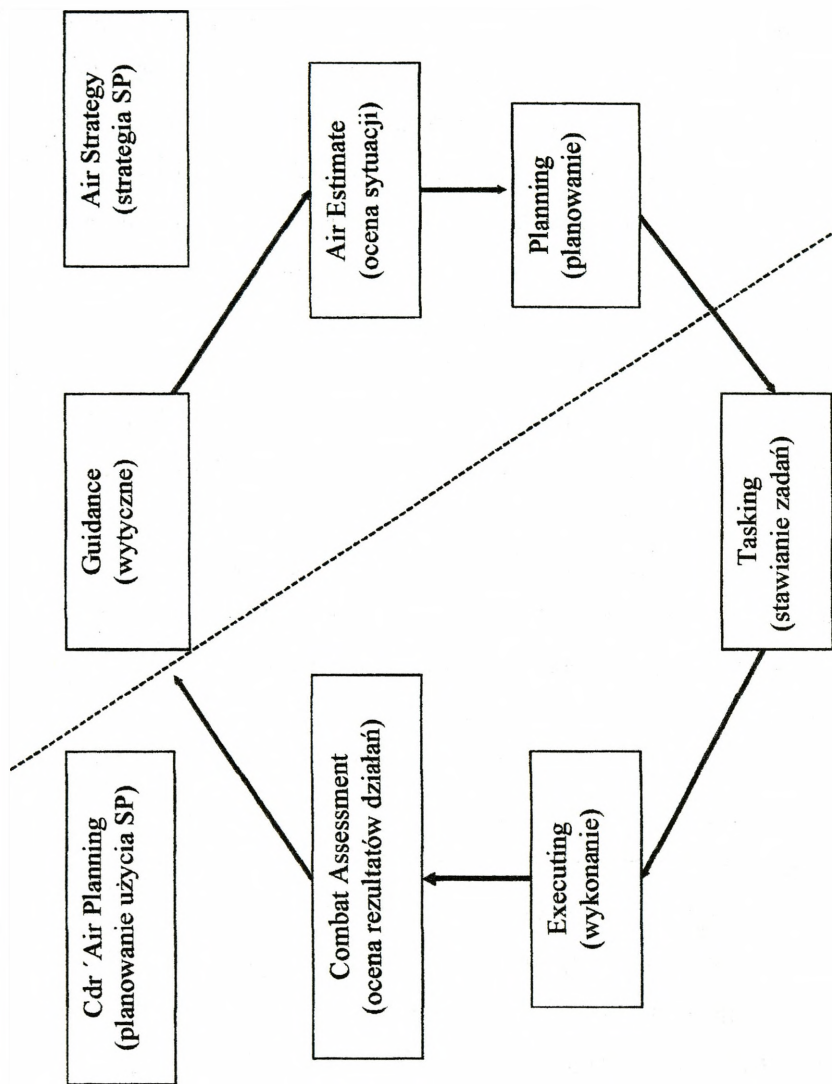 Cdr ´Air Planning
(planowanie użycia SP)
Guidance
(wytyczne)
Air Strategy
(strategia SP)
Combat Assessment
(ocena rezultatów działań)
Air Estimate
(ocena sytuacji)
Executing
(wykonanie)
Planning
(planowanie)
Tasking
(stawianie zadań)